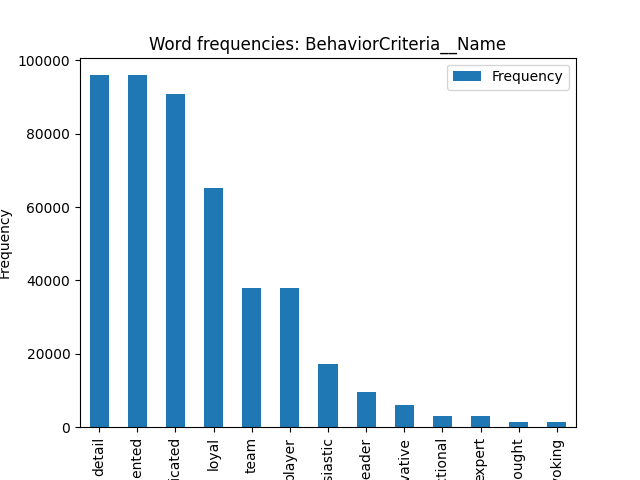 Word frequencies: BehaviorCriteria__Name
Frequency
100000
80000
60000
40000
20000
0
Frequency
detail
ented
icated
loyal
team
player
siastic
eader
vative
ctional
expert
ought
voking